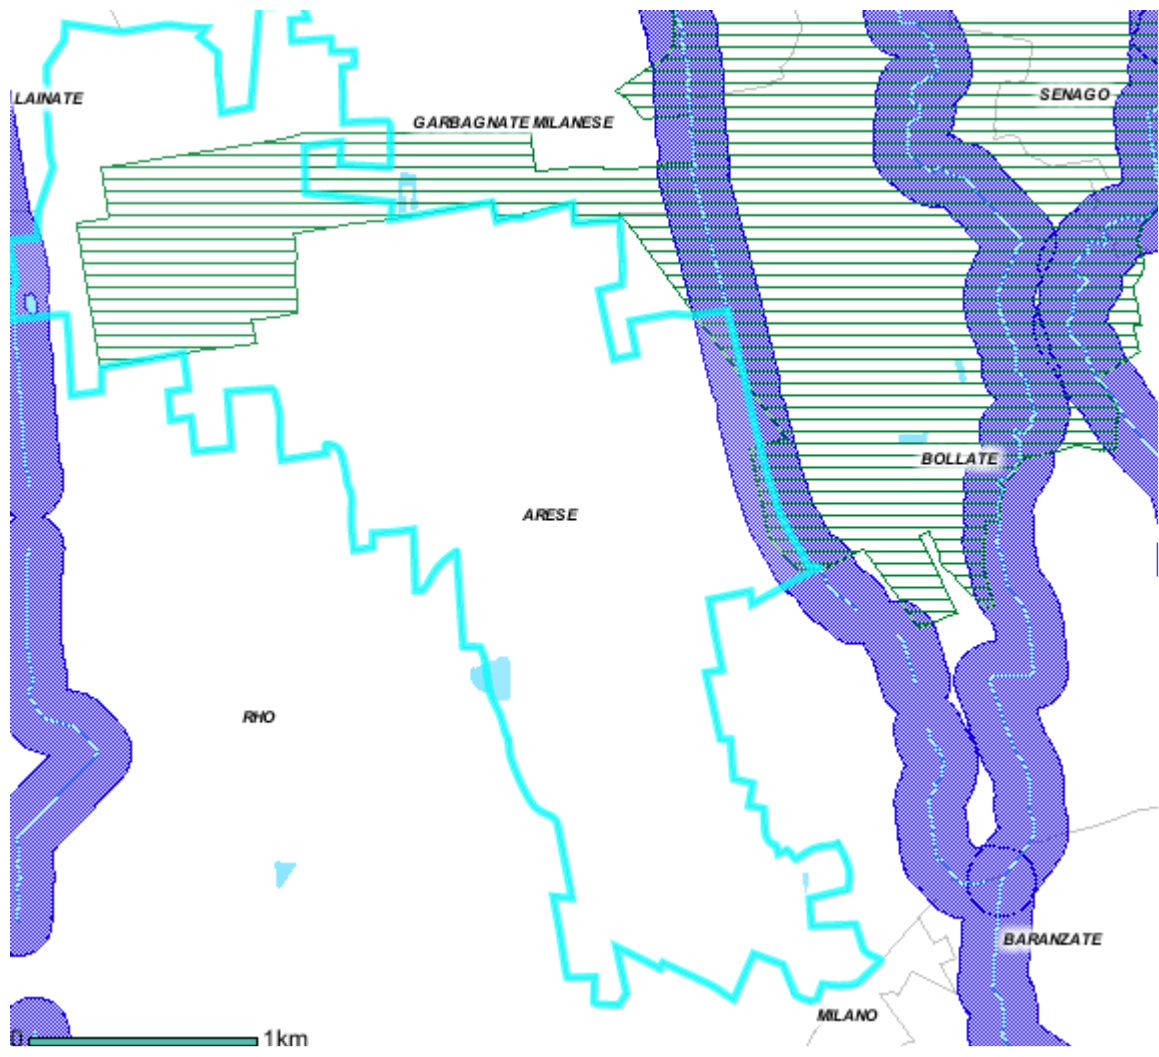 SENAGO
LAINATE
GARBAGNATE MILANESE
BOLLATE
ARESE
RHO
BARANZATE
MILANO
0 1km